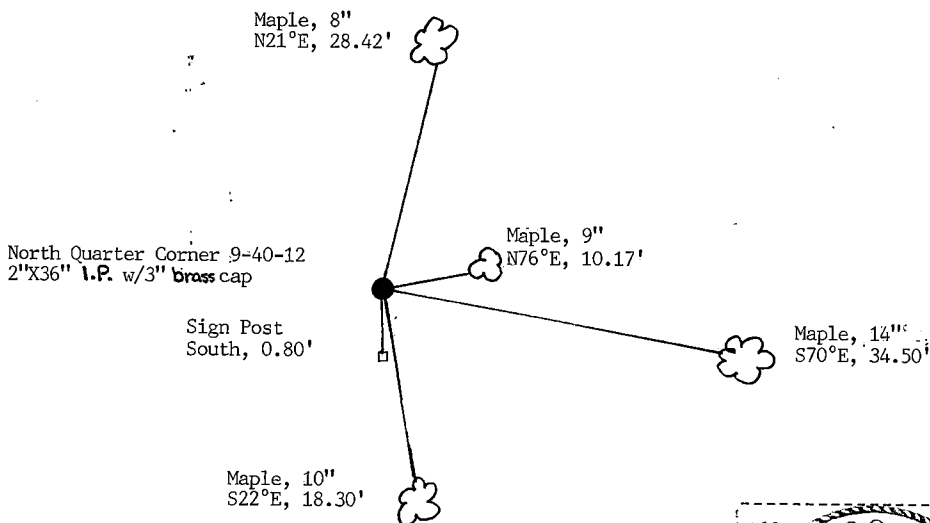 Maple, 8"
N21°E, 28.42'
North Quarter Corner 9-40-12
2"X36" I.P. w/3" brass cap
Maple, 9"
N76°E, 10.17'
Sign Post
South, 0.80'
Maple, 14"
S70°E, 34.50'
Maple, 10"
S22°E, 18.30'